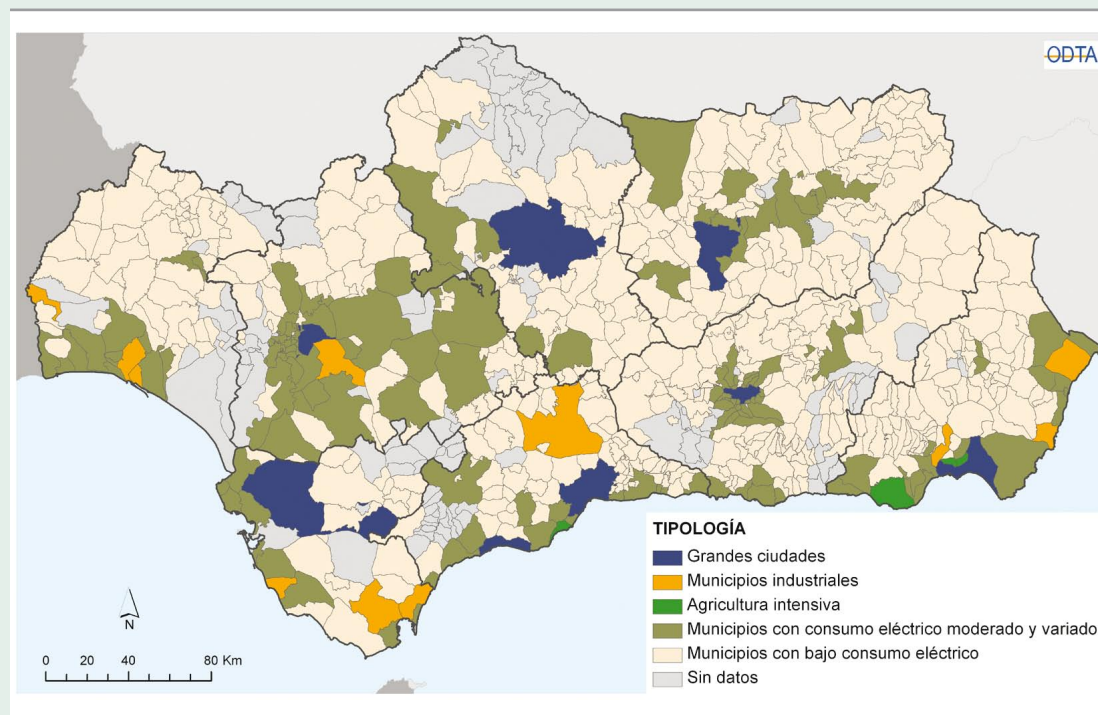 ODTA
TIPOLOGÍA
Grandes ciudades
Municipios industriales
Agricultura intensiva
Municipios con consumo eléctrico moderado y variado
Municipios con bajo consumo eléctrico
Sin datos
N
0 20 40 80 Km